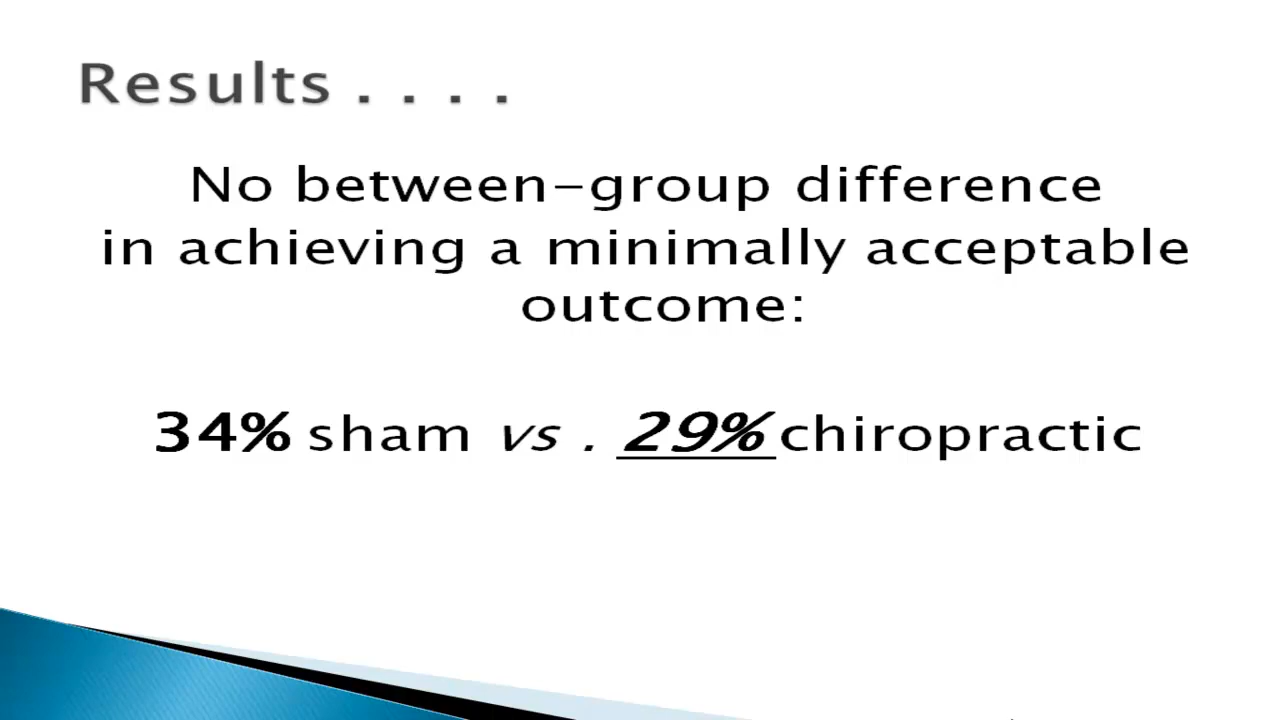 Results . . . .
No between-group difference
in achieving a minimally acceptable
outcome:
34% sham vs . 29% chiropractic